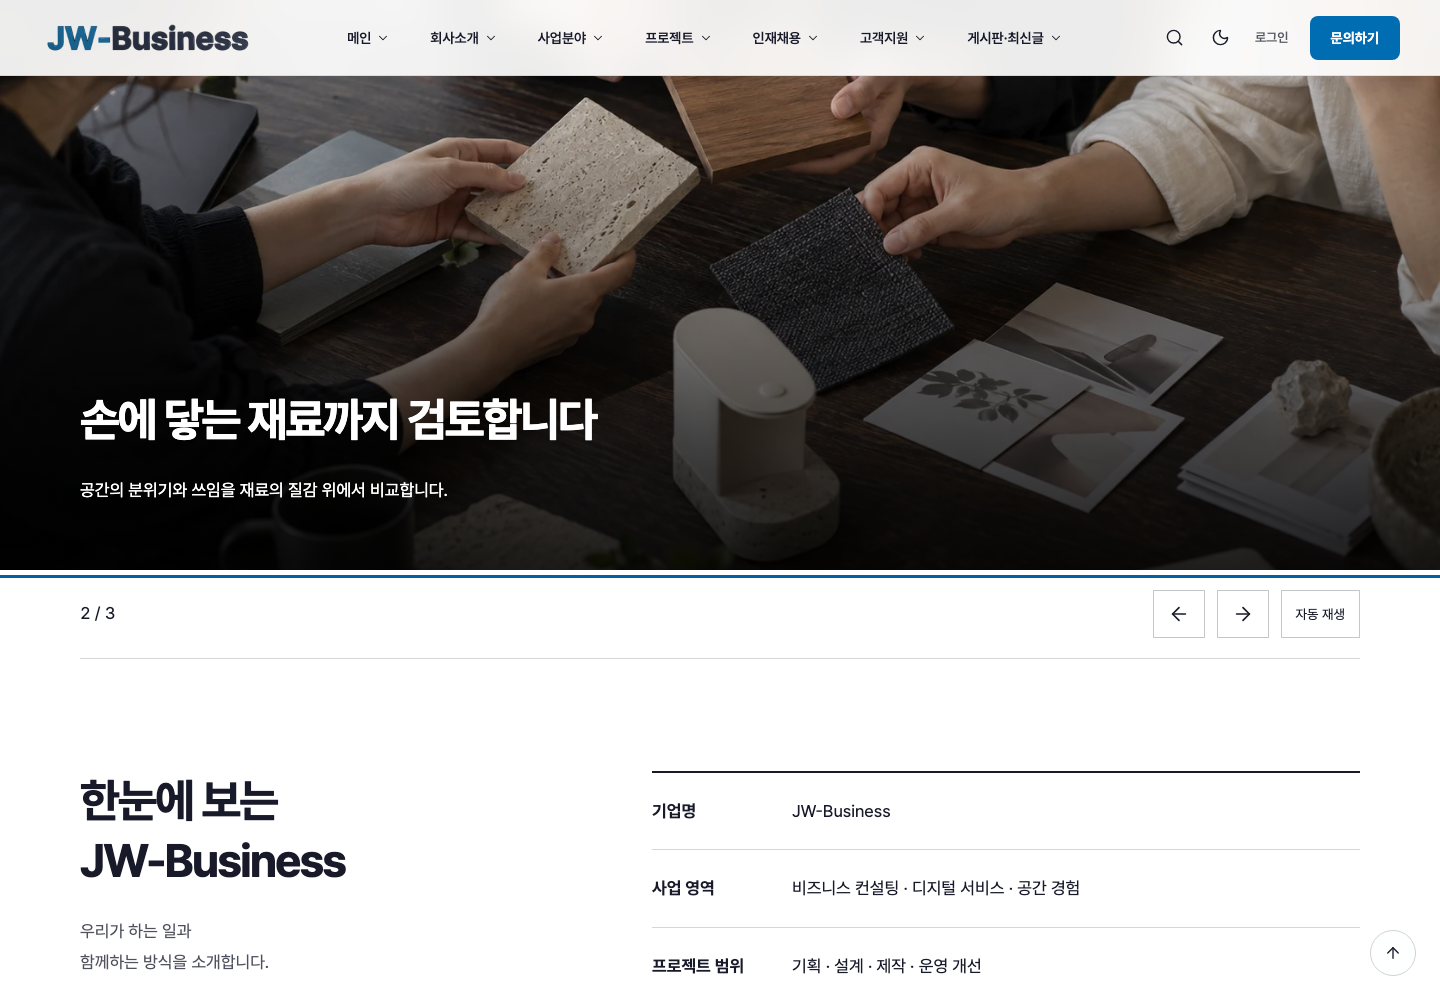 JW-Business
메인
회사소개
사업분야
프로젝트
인재채용
고객지원
게시판·최신글
로그인
문의하기
손에 닿는 재료까지 검토합니다
공간의 분위기와 쓰임을 재료의 질감 위에서 비교합니다.
2 / 3
자동 재생
한눈에 보는
JW-Business
우리가 하는 일과
함께하는 방식을 소개합니다.
기업명 JW-Business
사업 영역 비즈니스 컨설팅 · 디지털 서비스 · 공간 경험
프로젝트 범위 기획 · 설계 · 제작 · 운영 개선